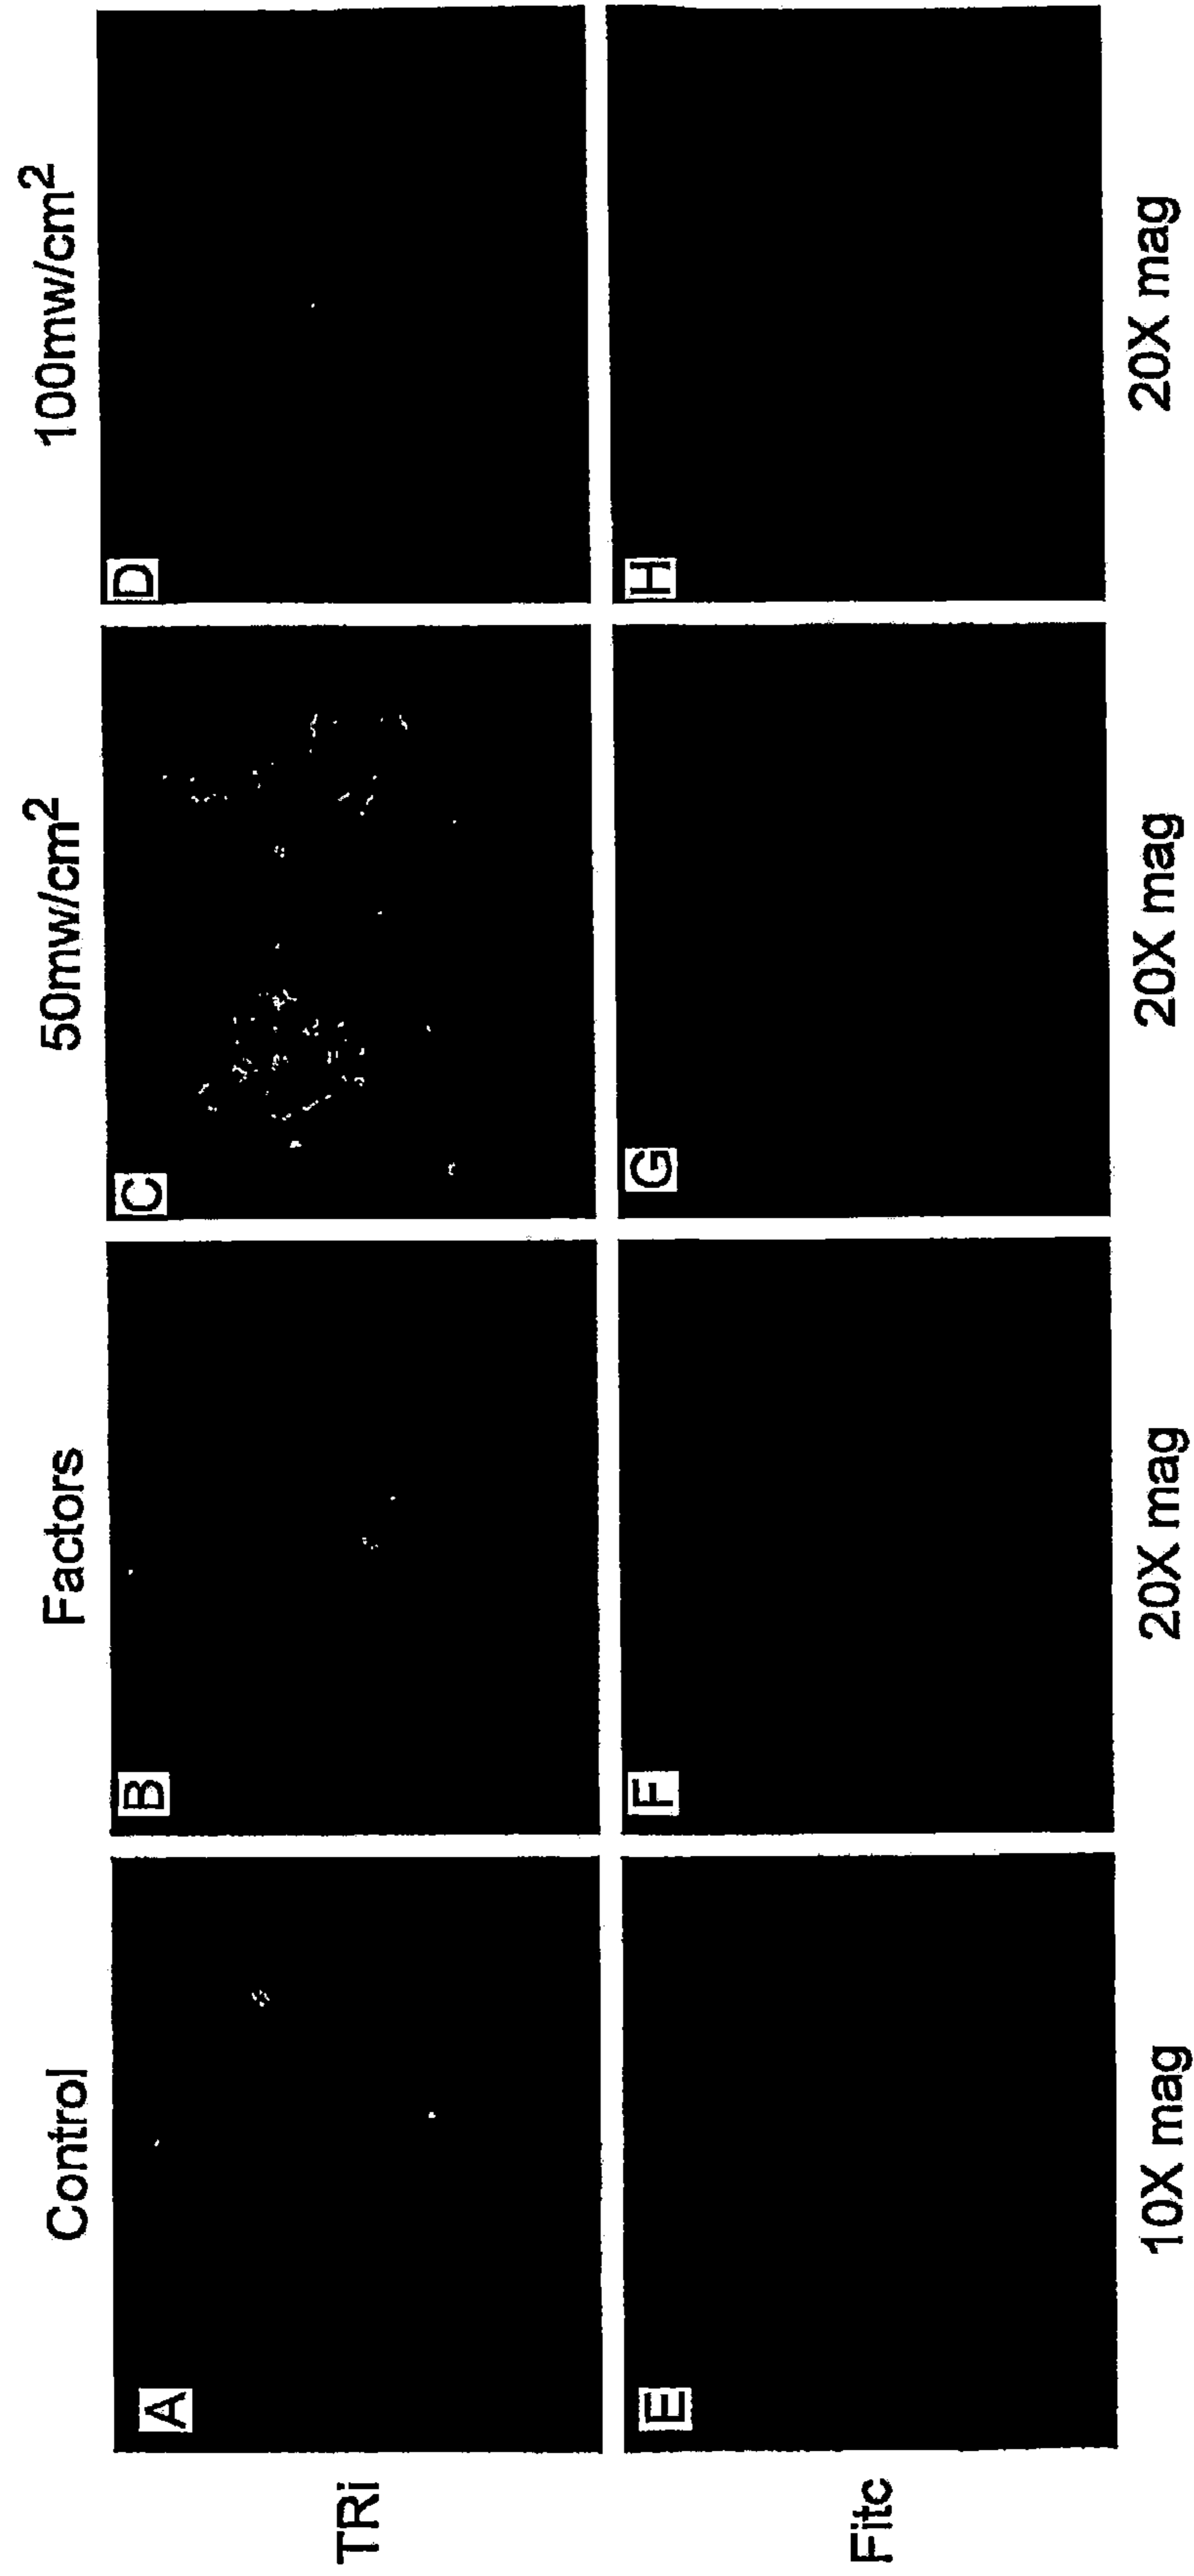 Control Factors 50mw/cm² 100mw/cm²
TRi
A B C D
Fitc
E F G H
10X mag 20X mag 20X mag 20X mag